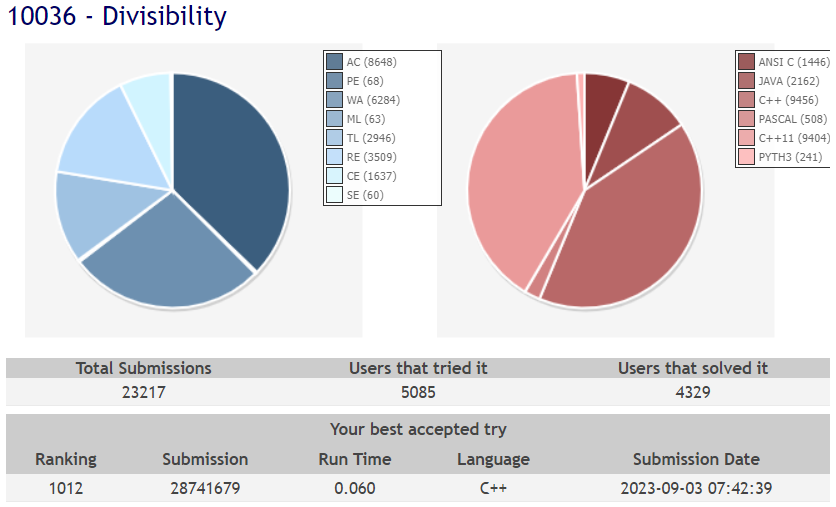 10036 - Divisibility
AC (8648)
PE (68)
WA (6284)
ML (63)
TL (2946)
RE (3509)
CE (1637)
SE (60)
ANSI C (1446)
JAVA (2162)
C++ (9456)
PASCAL (508)
C++11 (9404)
PYTH3 (241)
Total Submissions Users that tried it Users that solved it
23217 5085 4329
Your best accepted try
Ranking Submission Run Time Language Submission Date
1012 28741679 0.060 C++ 2023-09-03 07:42:39